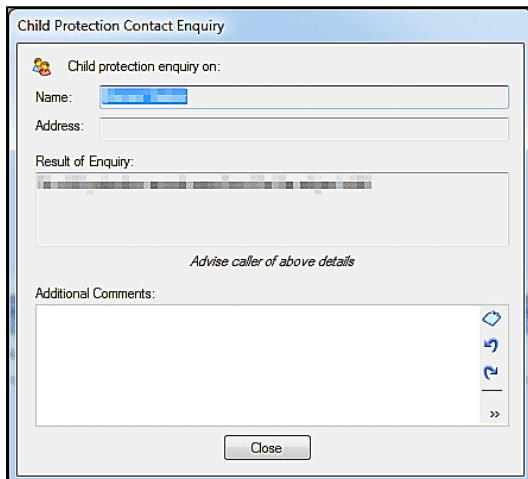 Child Protection Contact Enquiry
Child protection enquiry on:
Name:
Address:
Result of Enquiry:
Advise caller of above details
Additional Comments:
Close